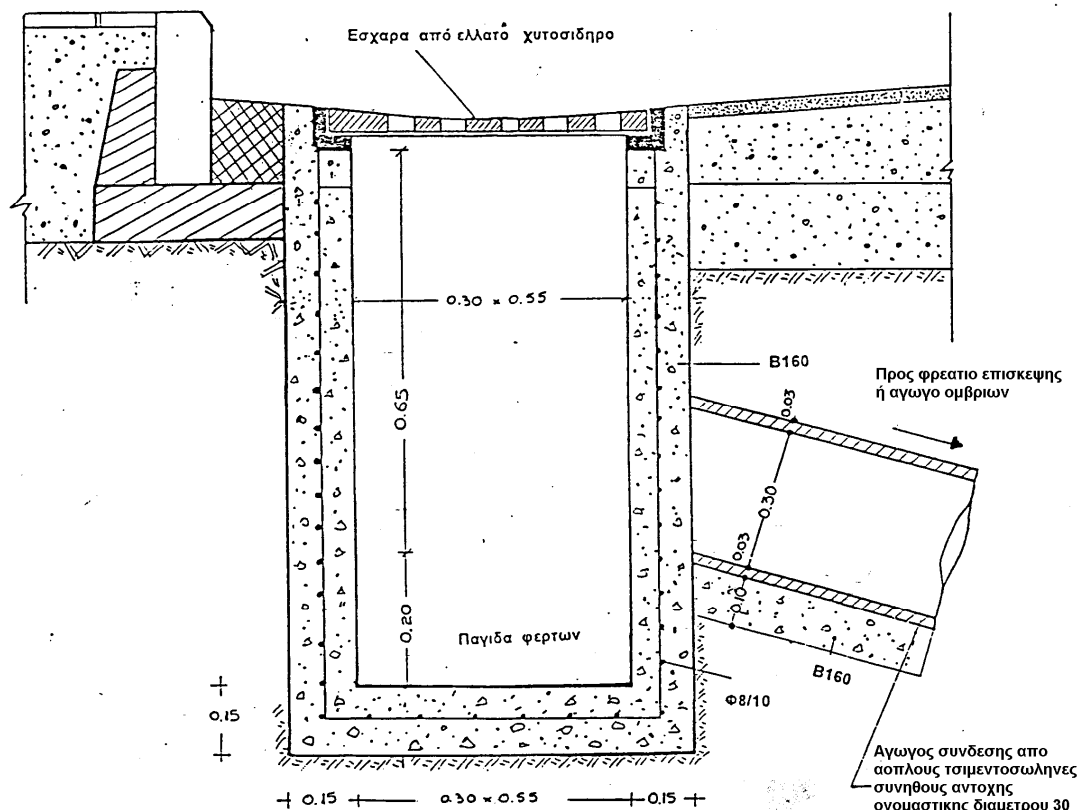 Εσχαρα από ελλατό χυτοσιδηρο
0.30 × 0.55
B160
Προς φρεατιο επισκεψης
ή αγωγο ομβριων
0.03
0.65
0.30
0.03
0.10
0.20
Παγιδα φερτων
B160
Φ8/10
0.15
Αγωγος συνδεσης απο
αοπλους τσιμεντοσωληνες
συνηθους αντοχης
ονομαστικης διαμετρου 30
0.15
0.30 × 0.55
0.15